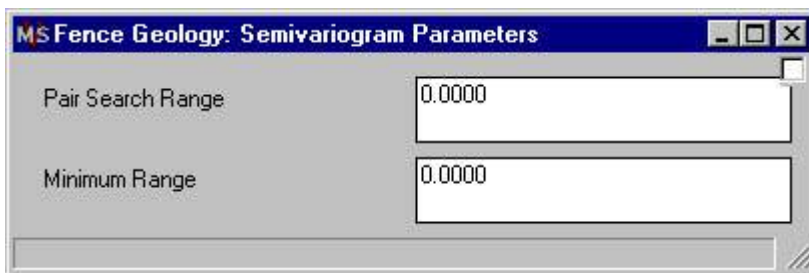 MS Fence Geology: Semivariogram Parameters
Pair Search Range 0.0000
Minimum Range 0.0000